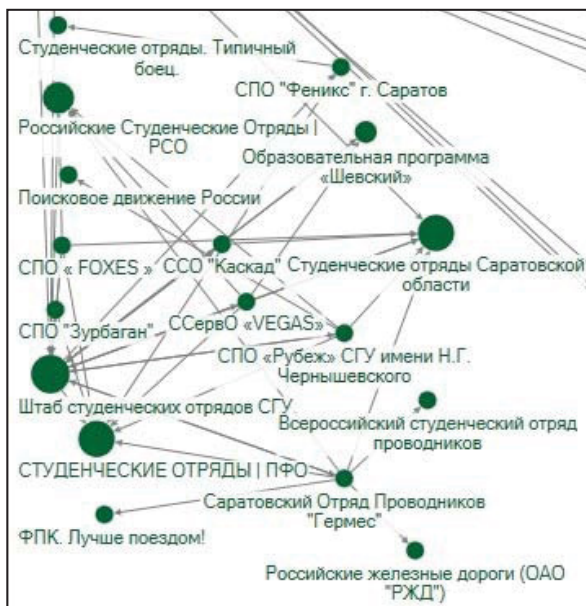 Студенческие отряды. Типичный
боец.
СПО "Феникс" г. Саратов
Российские Студенческие Отряды |
РСО
Образовательная программа
«Шевский»
Поисковое движение России
СПО « FOXES »
ССО "Каскад"
Студенческие отряды Саратовской
области
СПО "Зурбаган"
ССервО «VEGAS»
СПО «Рубеж» СГУ имени Н.Г.
Чернышевского
Штаб студенческих отрядов СГУ
Всероссийский студенческий отряд
проводников
СТУДЕНЧЕСКИЕ ОТРЯДЫ | ПФО
Саратовский Отряд Проводников
"Гермес"
ФПК. Лучше поездом!
Российские железные дороги (ОАО
"РЖД")